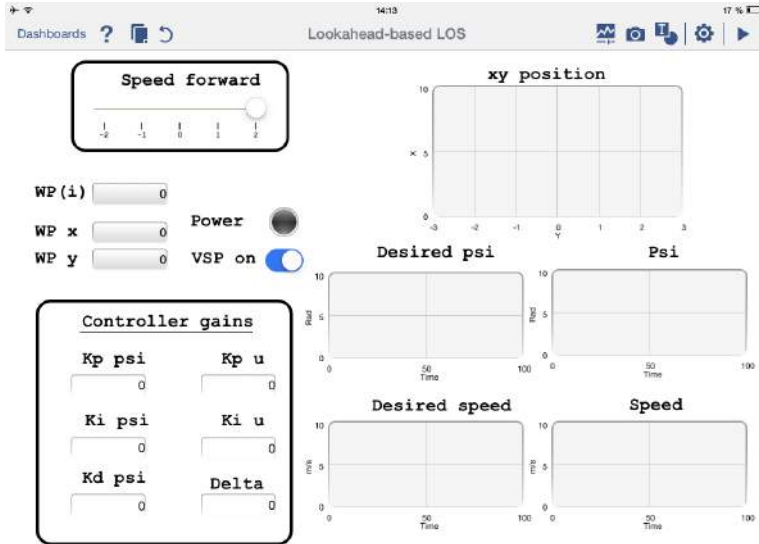 14:13
17 %
Dashboards ? Lookahead-based LOS
Speed forward
-2 -1 0 1 2
WP(i) 0
WP x 0
WP y 0
Power
VSP on
Controller gains
Kp psi Kp u
0 0
Ki psi Ki u
0 0
Kd psi Delta
0 0
xy position
10
X 5
0
-3 -2 -1 0 1 2 3
Y
Desired psi
10
Rad 5
0
0 50 100
Time
Psi
10
Rad 5
0
0 50 100
Time
Desired speed
10
m/s 5
0
0 50 100
Time
Speed
10
m/s 5
0
0 50 100
Time